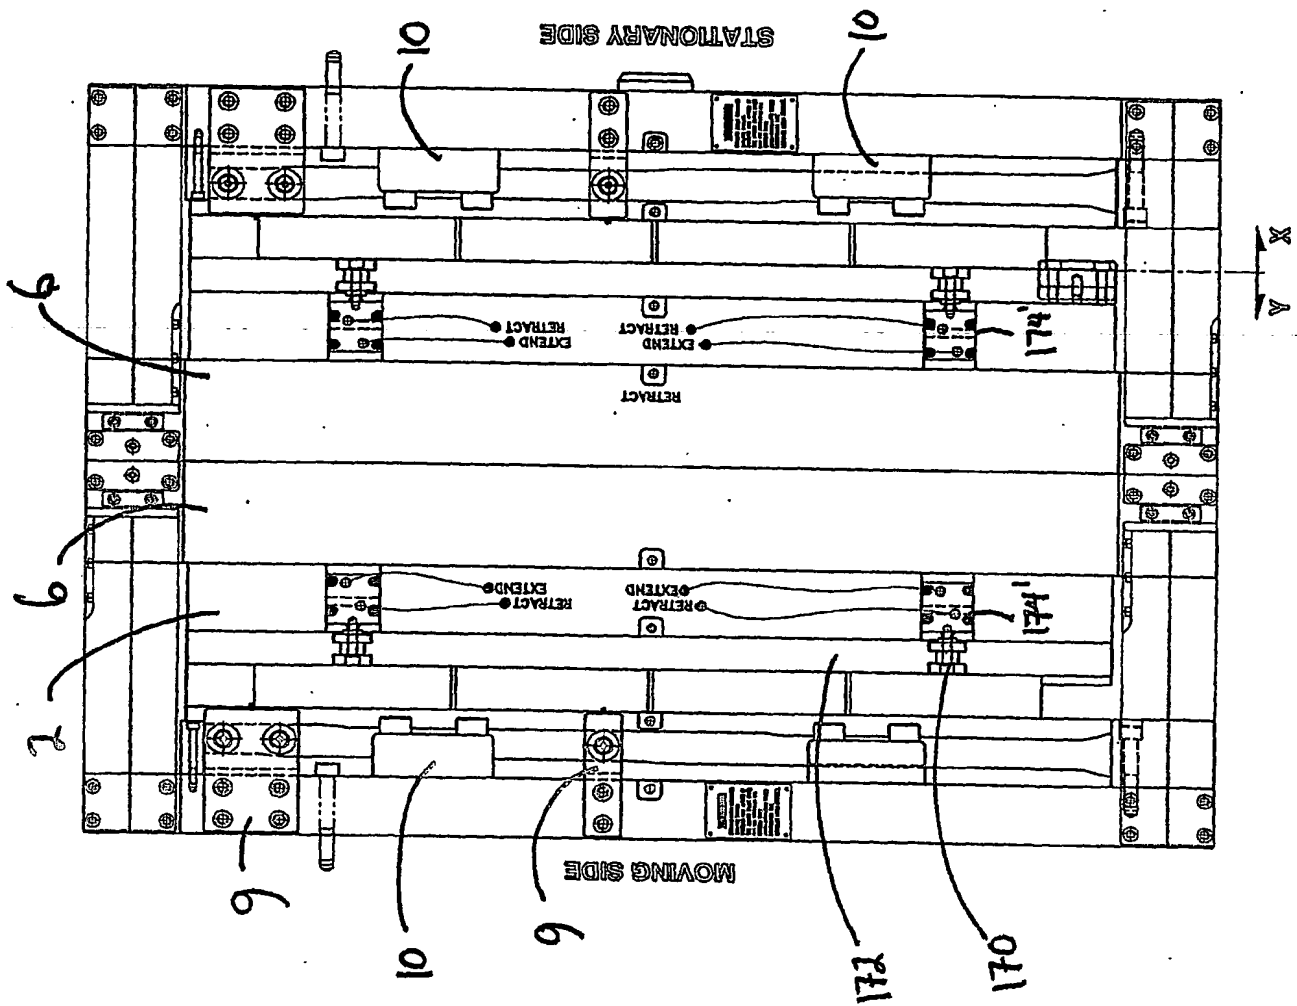 STATIONARY SIDE
10
10
X
Y
6
RETRACT
EXTEND
RETRACT
EXTEND
174'
RETRACT
6
EXTEND
RETRACT
EXTEND
RETRACT
174'
2
9
10
9
MOVING SIDE
172
170